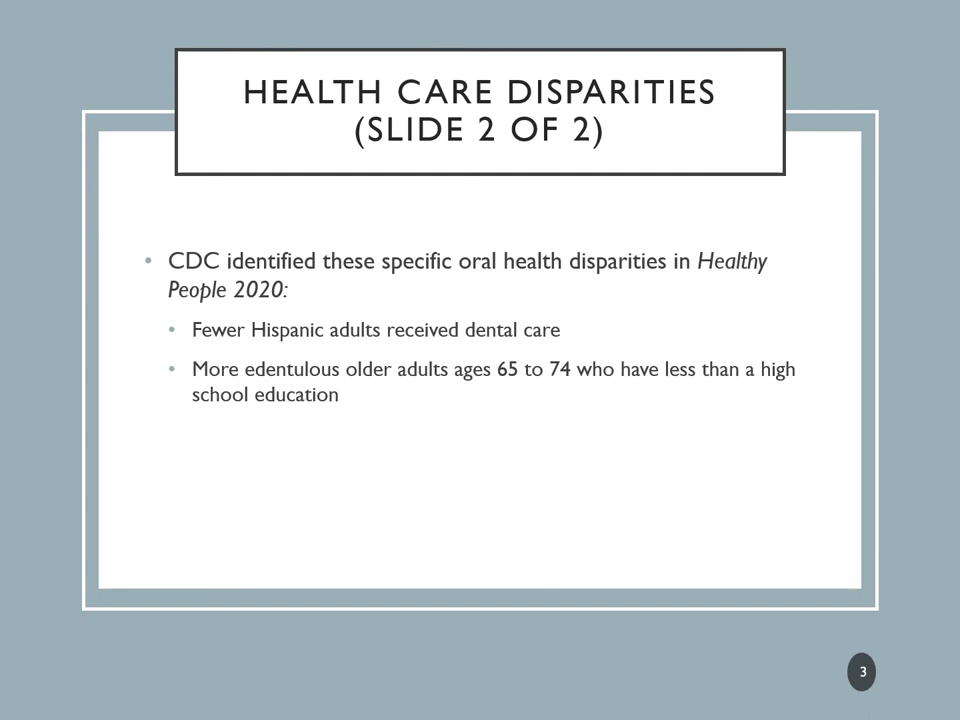 HEALTH CARE DISPARITIES
(SLIDE 2 OF 2)
• CDC identified these specific oral health disparities in Healthy
People 2020:
• Fewer Hispanic adults received dental care
• More edentulous older adults ages 65 to 74 who have less than a high
school education
3